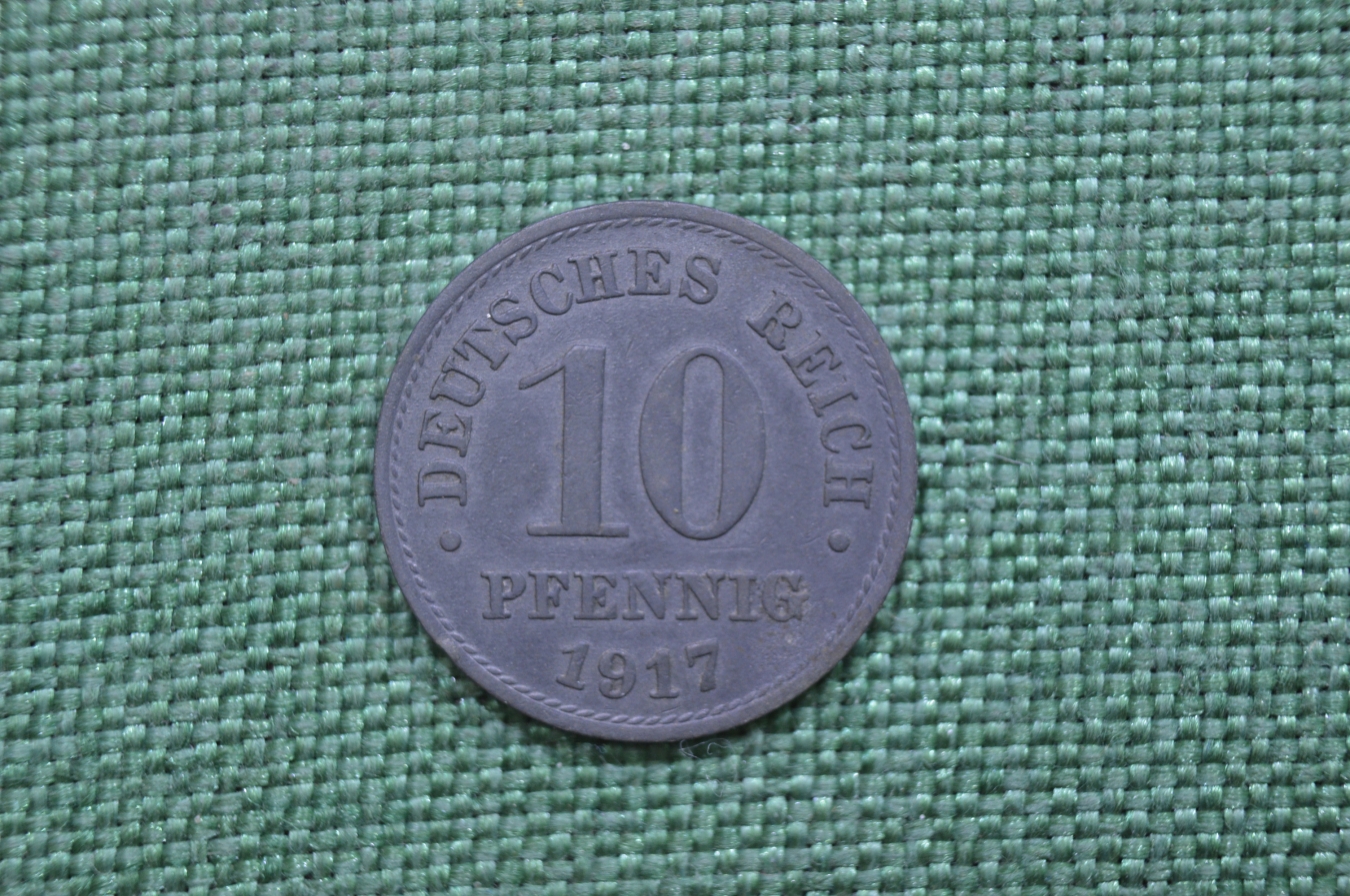 • DEUTSCHES REICH •
10
PFENNIG
1917